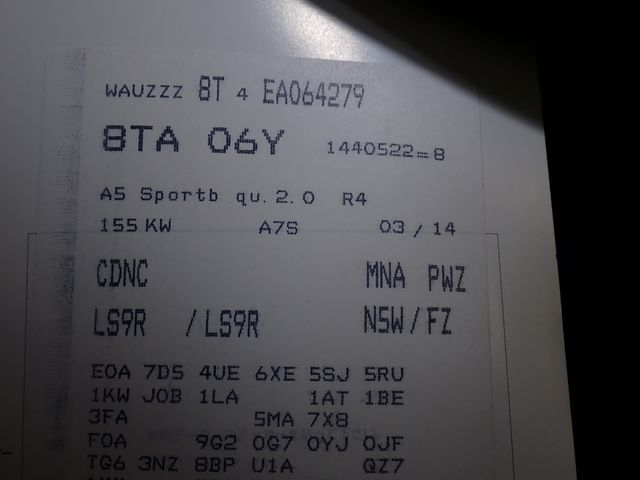 WAUZZZ 8T 4 EA064279
8TA 06Y 1440522=8
A5 Sportb qu. 2.0 R4
155 KW A7S 03 / 14
CDNC MNA PWZ
LS9R / LS9R N5W / FZ
E0A 7D5 4UE 6XE 5SJ 5RU
1KW J0B 1LA 1AT 1BE
3FA 5MA 7X8
F0A 9G2 0G7 0YJ 0JF
TG6 3NZ 8BP U1A QZ7